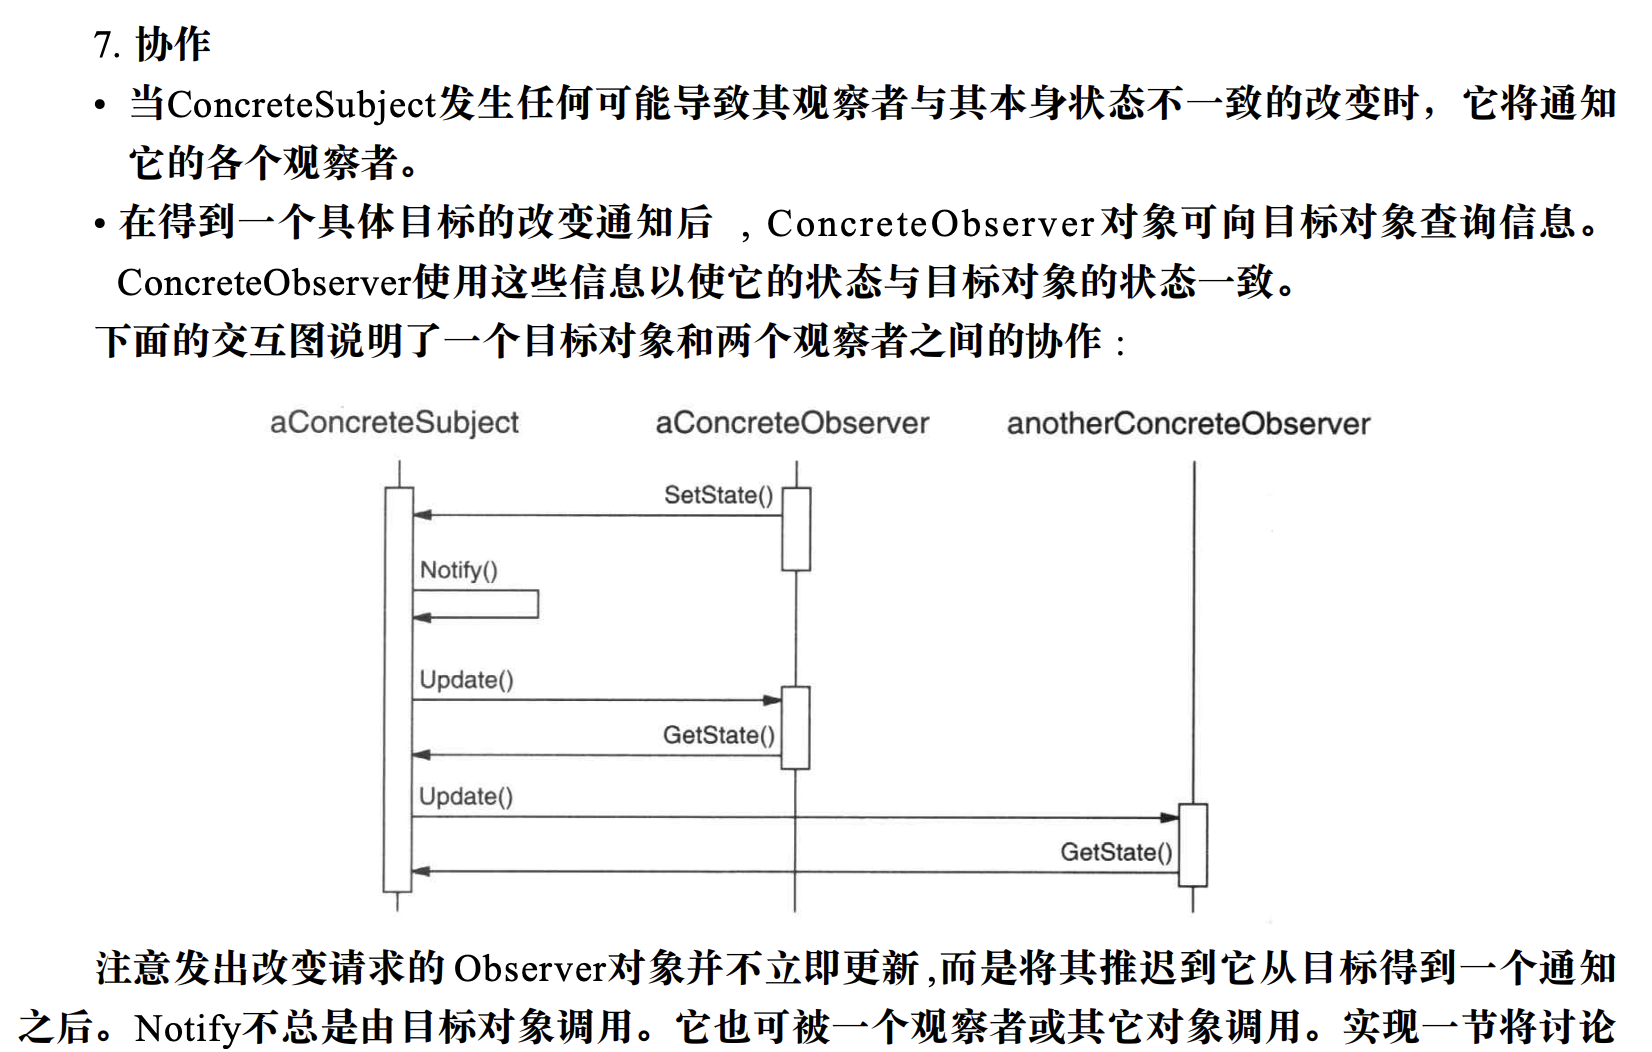 7. 协作
• 当ConcreteSubject发生任何可能导致其观察者与其本身状态不一致的改变时，它将通知
它的各个观察者。
• 在得到一个具体目标的改变通知后 , ConcreteObserver对象可向目标对象查询信息。
ConcreteObserver使用这些信息以使它的状态与目标对象的状态一致。
下面的交互图说明了一个目标对象和两个观察者之间的协作 :
aConcreteSubject aConcreteObserver anotherConcreteObserver
SetState()
Notify()
Update()
GetState()
Update()
GetState()
注意发出改变请求的 Observer对象并不立即更新 ,而是将其推迟到它从目标得到一个通知
之后。Notify不总是由目标对象调用。它也可被一个观察者或其它对象调用。实现一节将讨论